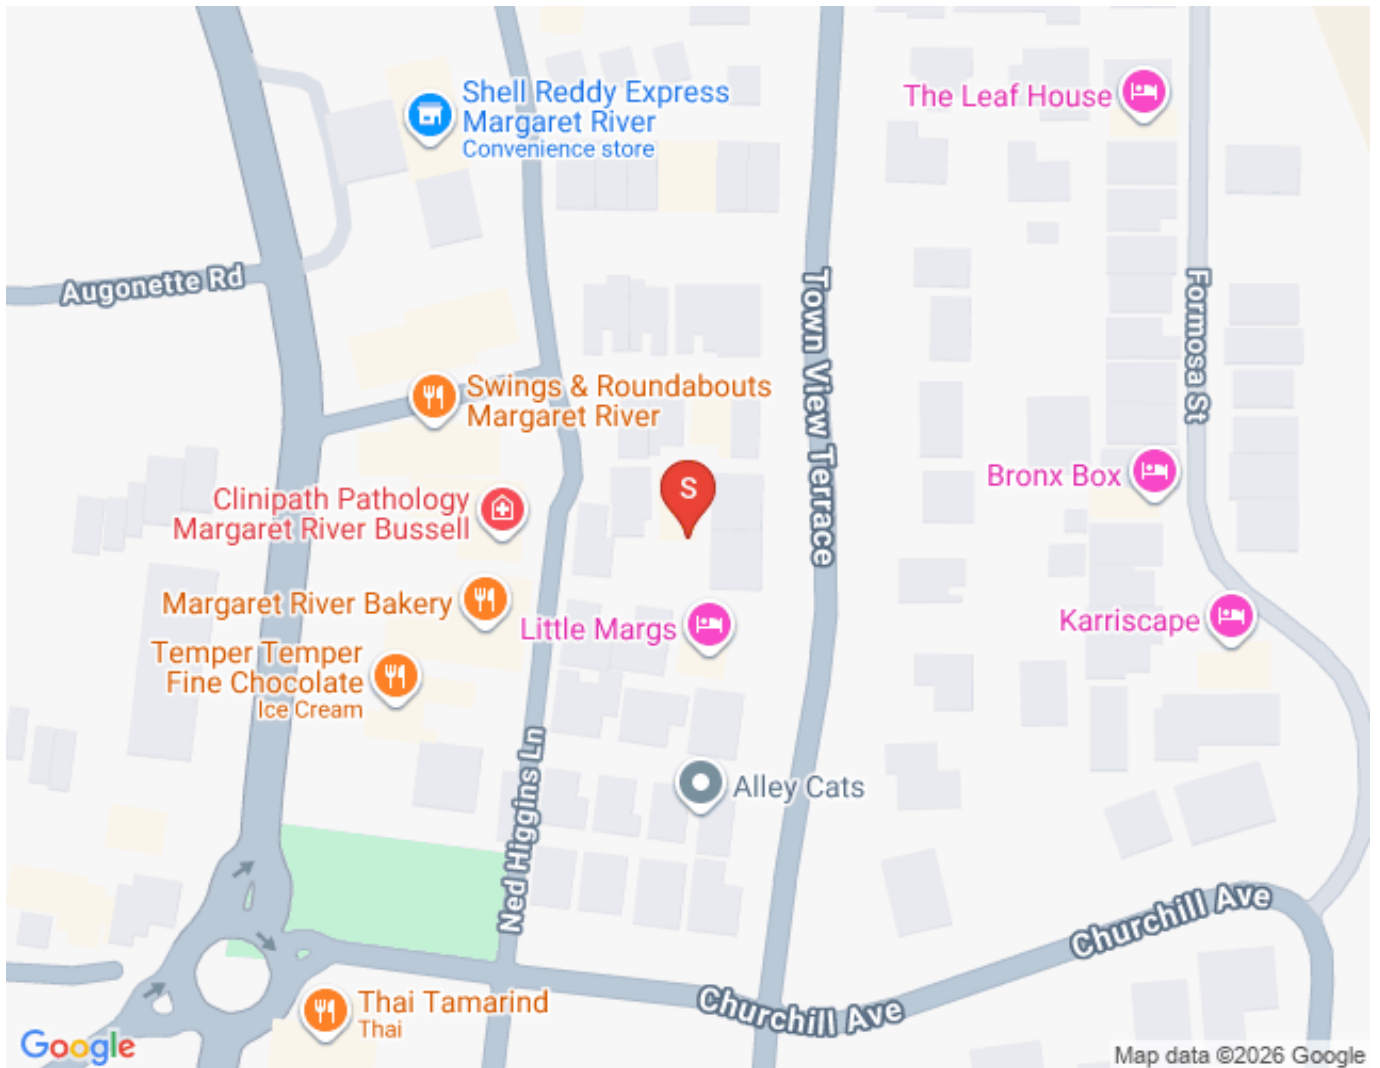 Shell Reddy Express
Margaret River
Convenience store
The Leaf House
Augonette Rd
Town View Terrace
Formosa St
Swings & Roundabouts
Margaret River
S
Bronx Box
Clinipath Pathology
Margaret River Bussell
Margaret River Bakery
Little Margs
Karriscape
Temper Temper
Fine Chocolate
Ice Cream
Ned Higgins Ln
Alley Cats
Churchill Ave
Churchill Ave
Thai Tamarind
Thai
Google
Map data ©2026 Google